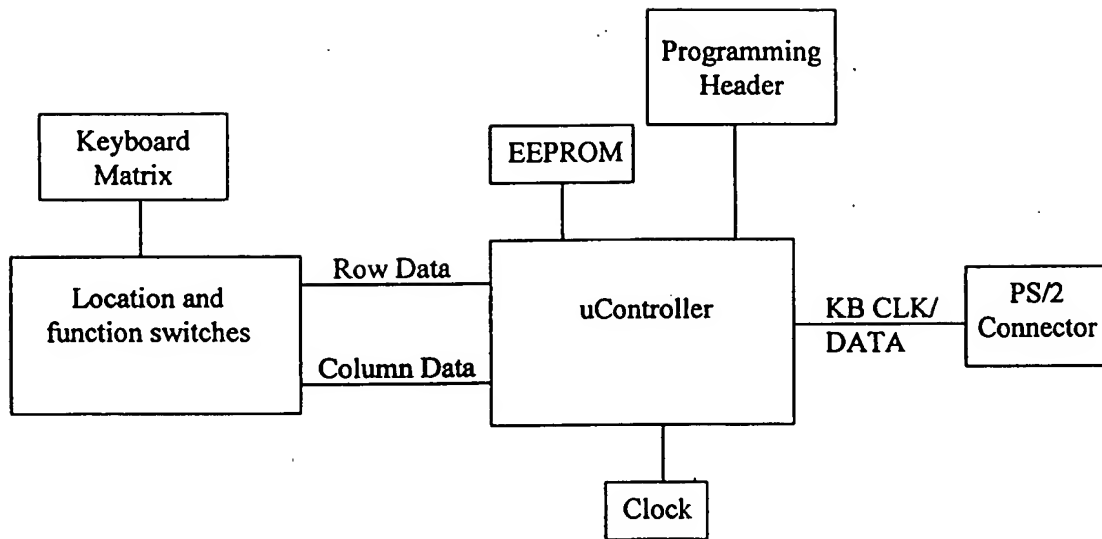 Programming
Header
Keyboard
Matrix
EEPROM
Row Data
Location and
function switches
uController
PS/2
Connector
KB CLK/
DATA
Column Data
Clock